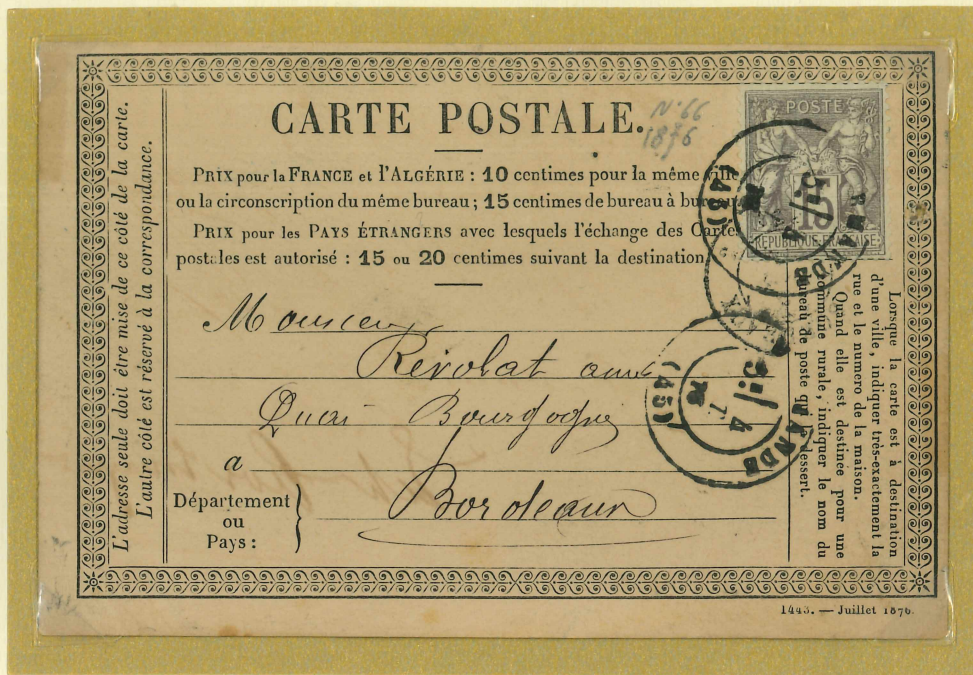 CARTE POSTALE.
N° 66
1876
PRIX pour la FRANCE et l'ALGÉRIE : 10 centimes pour la même
ou la circonscription du même bureau ; 15 centimes de bureau à
PRIX pour les PAYS ÉTRANGERS avec lesquels l'échange des Cartes
postales est autorisé : 15 ou 20 centimes suivant la destination
POSTE
15
RÉPUBLIQUE FRANÇAISE
(45)
(45)
Monsieur
Révolat
Quai Bourgogne
a
Bordeaux
Département
ou
Pays :
L'adresse seule doit être mise de ce côté de la carte.
L'autre côté est réservé à la correspondance.
Lorsque la carte est à destination
d'une ville, indiquer très-exactement la
rue et le numero de la maison.
Quand elle est destinée pour une
commune rurale, indiquer le nom du
bureau de poste qui la dessert.
1443. — Juillet 1876.